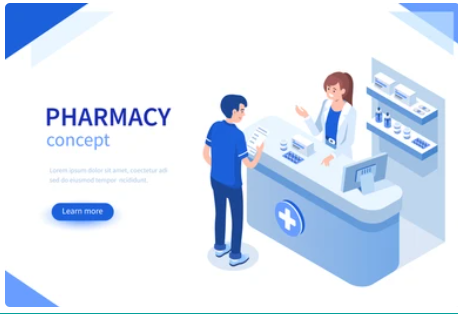 PHARMACY
concept
Lorem ipsum dolor sit amet, consectetur adi
sed do eiusmod tempor incididunt.
Learn more